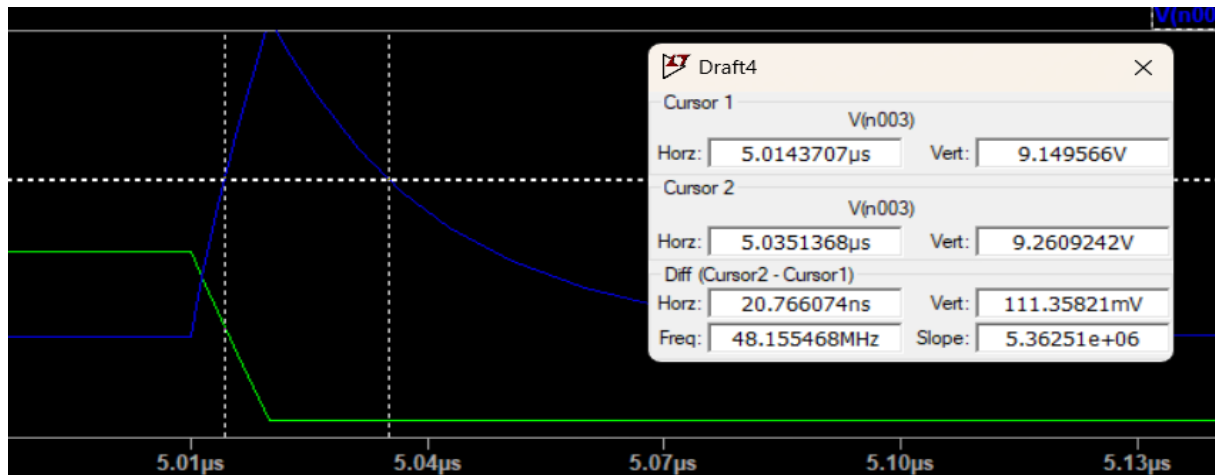 V(n00
Draft4
Cursor 1
V(n003)
Horz: 5.0143707µs Vert: 9.149566V
Cursor 2
V(n003)
Horz: 5.0351368µs Vert: 9.2609242V
Diff (Cursor2 - Cursor1)
Horz: 20.766074ns Vert: 111.35821mV
Freq: 48.155468MHz Slope: 5.36251e+06
5.01µs 5.04µs 5.07µs 5.10µs 5.13µs